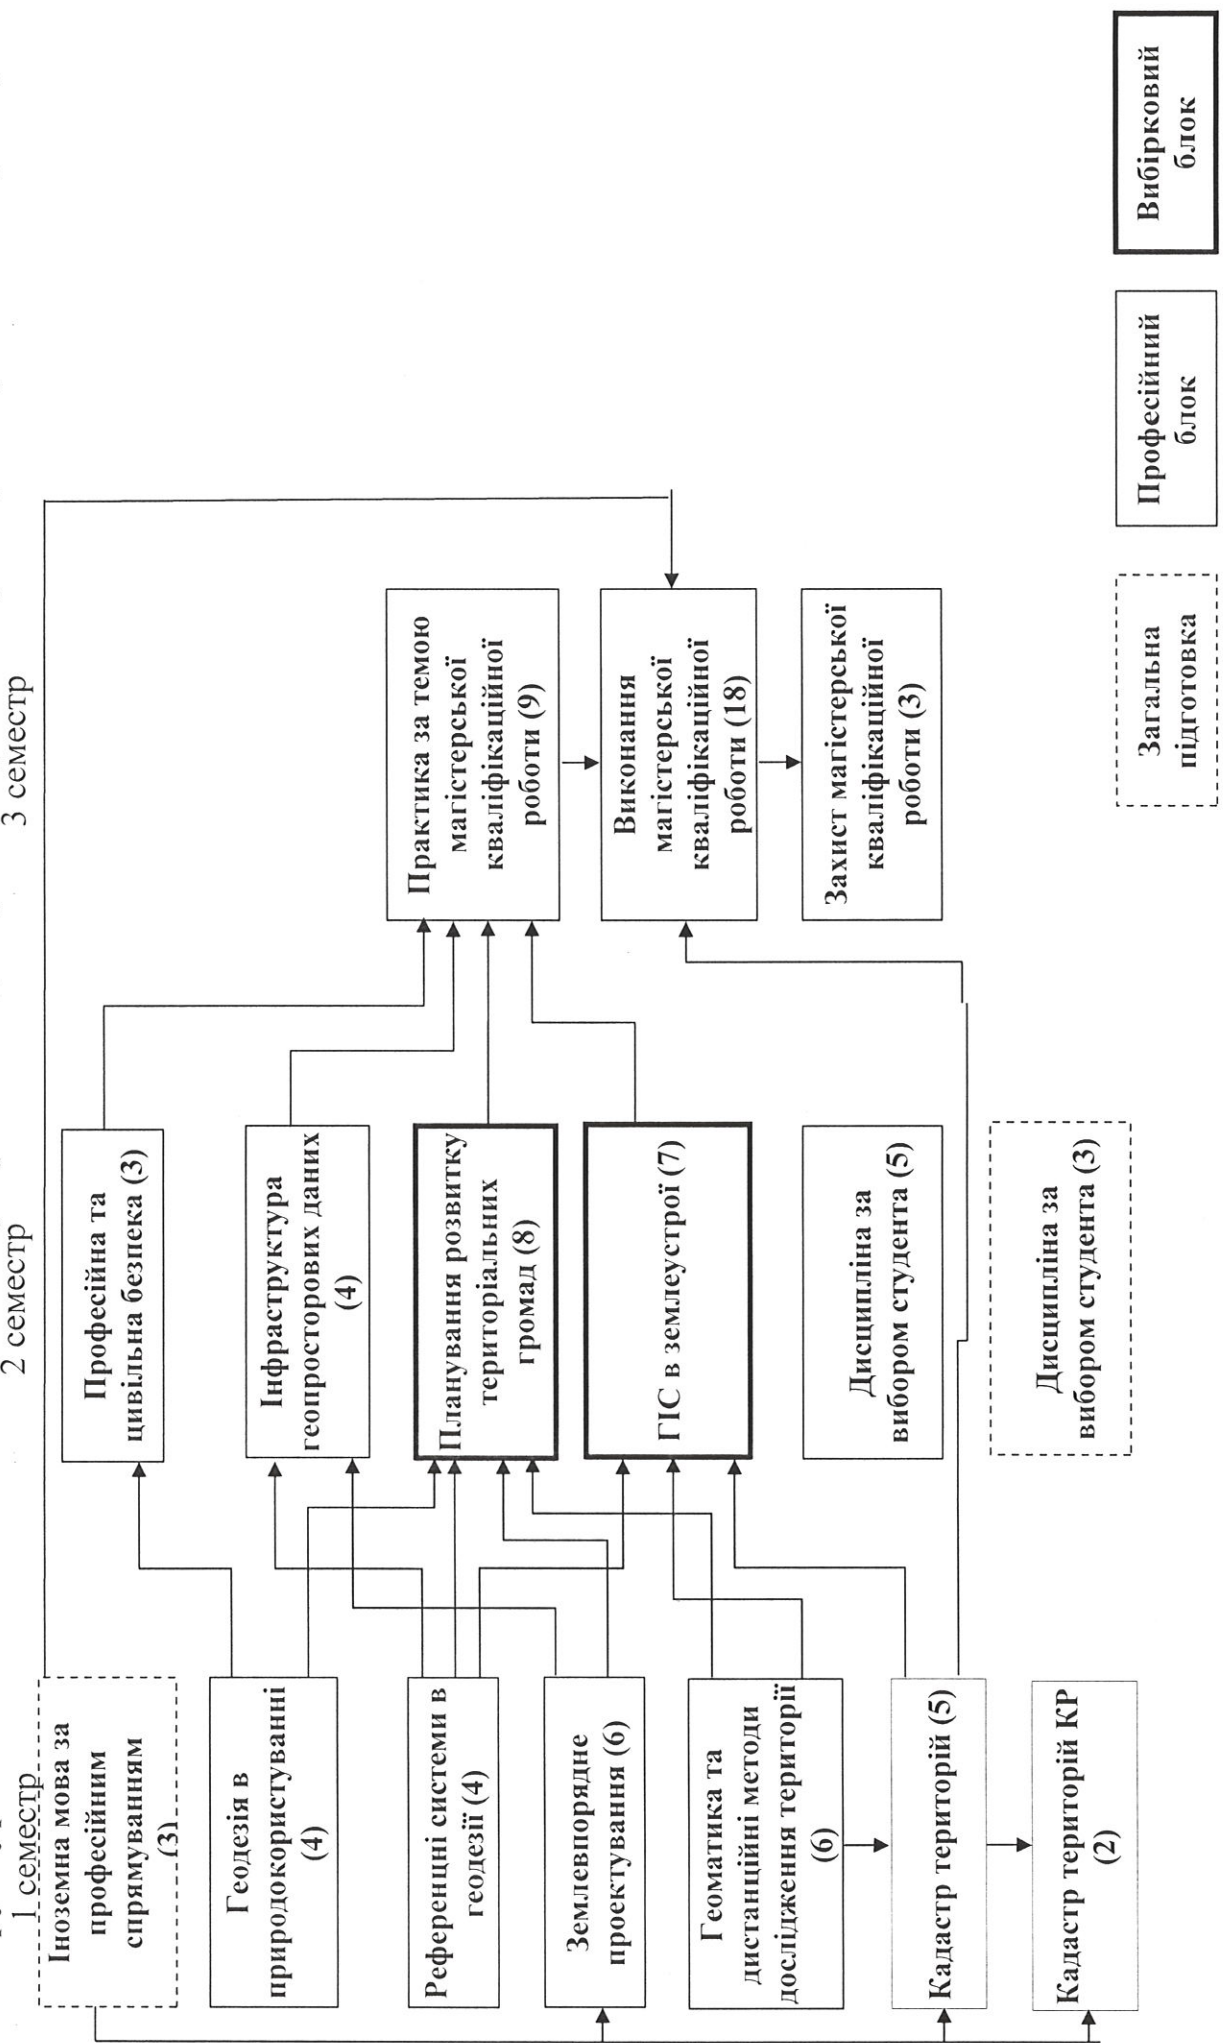 1 семестр
2 семестр
3 семестр
Іноземна мова за
професійним
спрямуванням
(3)
Геодезія в
природокористуванні
(4)
Референці системи в
геодезії (4)
Землевпорядне
проектування (6)
Геоматика та
дистанційні методи
дослідження території
(6)
Кадастр територій (5)
Кадастр територій КР
(2)
Професійна та
цивільна безпека (3)
Інфраструктура
геопросторових даних
(4)
Планування розвитку
територіальних
громад (8)
ГІС в землеустрої (7)
Дисципліна за
вибором студента (5)
Дисципліна за
вибором студента (3)
Практика за темою
магістерської
кваліфікаційної
роботи (9)
Виконання
магістерської
кваліфікаційної
роботи (18)
Захист магістерської
кваліфікаційної
роботи (3)
Загальна
підготовка
Професійний
блок
Вибірковий
блок